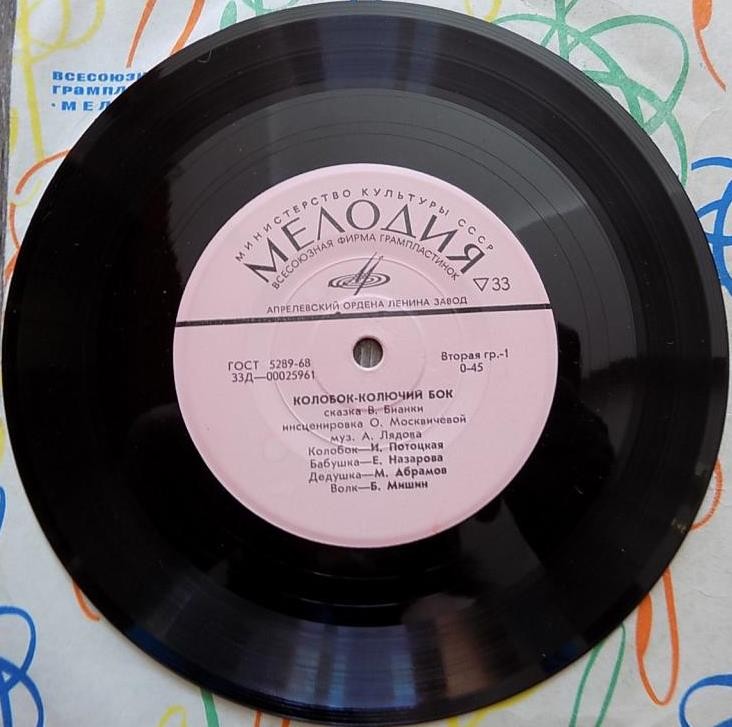 ВСЕСОЮЗН
ГРАМПЛ
·МЕЛ
МИНИСТЕРСТВО КУЛЬТУРЫ СССР
МЕЛОДИЯ
ВСЕСОЮЗНАЯ ФИРМА ГРАМПЛАСТИНОК
▽33
АПРЕЛЕВСКИЙ ОРДЕНА ЛЕНИНА ЗАВОД
ГОСТ 5289-68
33Д—00025961
Вторая гр.-1
0-45
КОЛОБОК-КОЛЮЧИЙ БОК
сказка В. Бианки
инсценировка О. Москвичевой
муз. А. Лядова
Колобок—И. Потоцкая
Бабушка—Е. Назарова
Дедушка—М. Абрамов
Волк—Б. Мишин